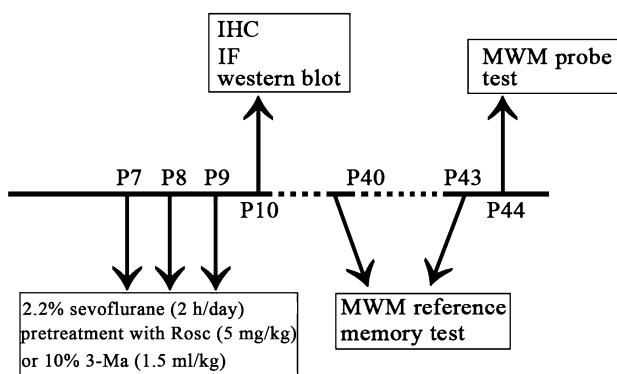 IHC
IF
western blot
MWM probe
test
P7 P8 P9 P40 P43
P10 P44
2.2% sevoflurane (2 h/day)
pretreatment with Rosc (5 mg/kg)
or 10% 3-Ma (1.5 ml/kg)
MWM reference
memory test